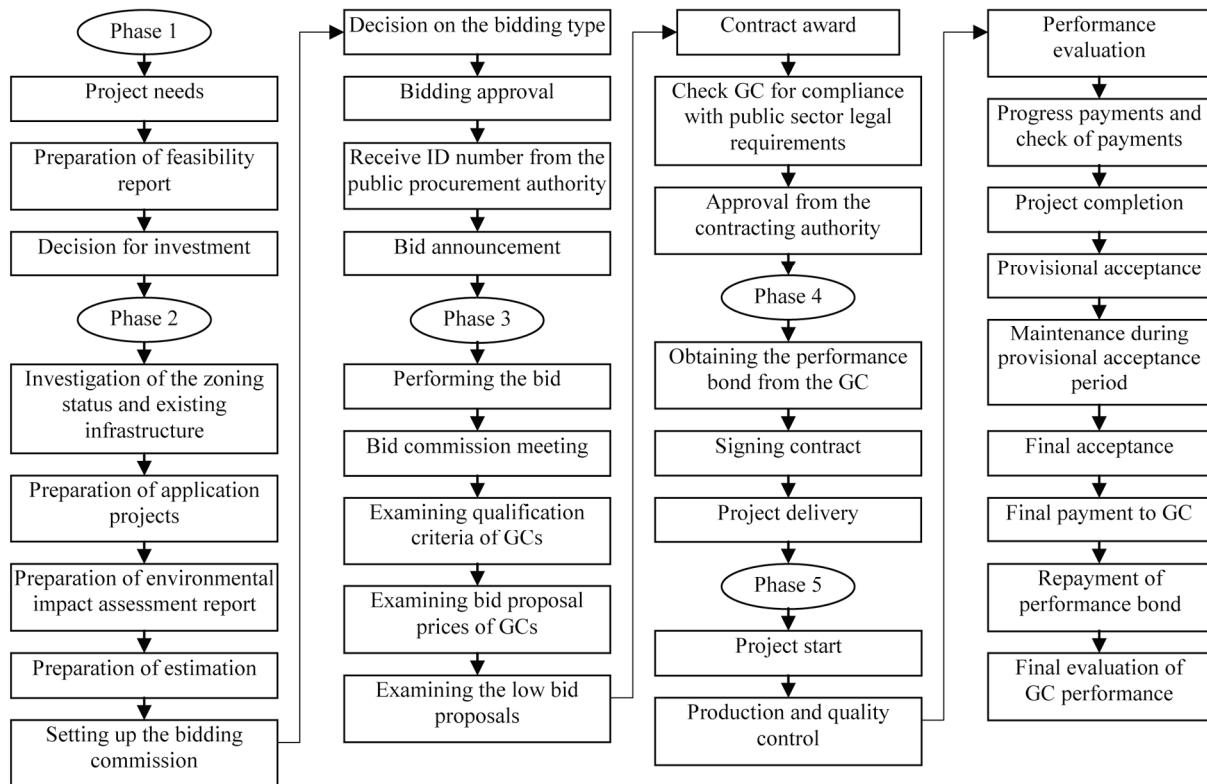 Phase 1
Project needs
Preparation of feasibility
report
Decision for investment
Phase 2
Investigation of the zoning
status and existing
infrastructure
Preparation of application
projects
Preparation of environmental
impact assessment report
Preparation of estimation
Setting up the bidding
commission
Decision on the bidding type
Bidding approval
Receive ID number from the
public procurement authority
Bid announcement
Phase 3
Performing the bid
Bid commission meeting
Examining qualification
criteria of GCs
Examining bid proposal
prices of GCs
Examining the low bid
proposals
Contract award
Check GC for compliance
with public sector legal
requirements
Approval from the
contracting authority
Phase 4
Obtaining the performance
bond from the GC
Signing contract
Project delivery
Phase 5
Project start
Production and quality
control
Performance
evaluation
Progress payments and
check of payments
Project completion
Provisional acceptance
Maintenance during
provisional acceptance
period
Final acceptance
Final payment to GC
Repayment of
performance bond
Final evaluation of
GC performance